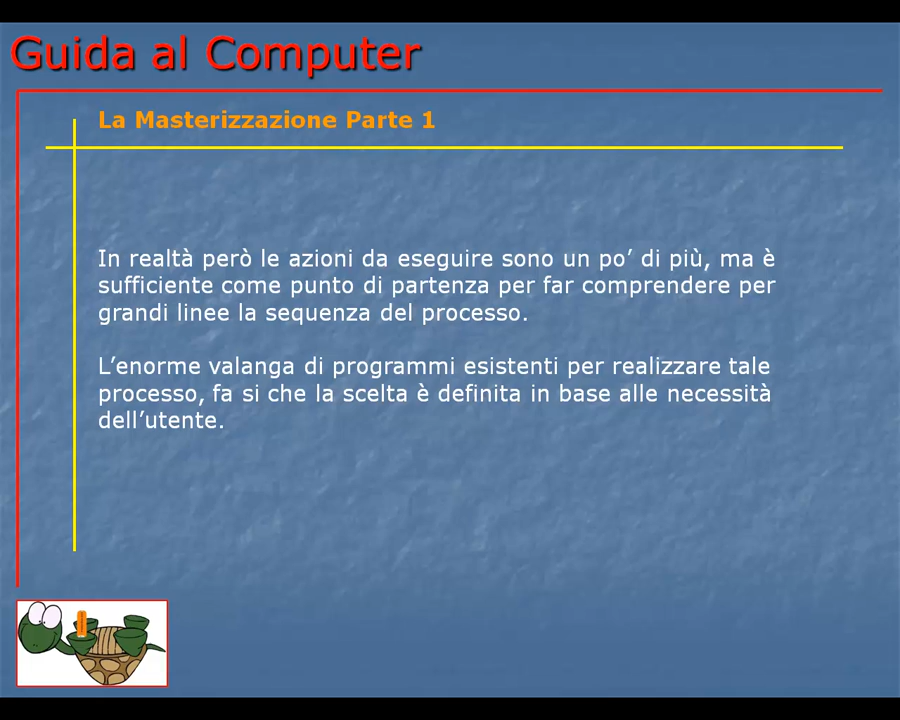 Guida al Computer
La Masterizzazione Parte 1
In realtà però le azioni da eseguire sono un po’ di più, ma è
sufficiente come punto di partenza per far comprendere per
grandi linee la sequenza del processo.
L’enorme valanga di programmi esistenti per realizzare tale
processo, fa si che la scelta è definita in base alle necessità
dell’utente.